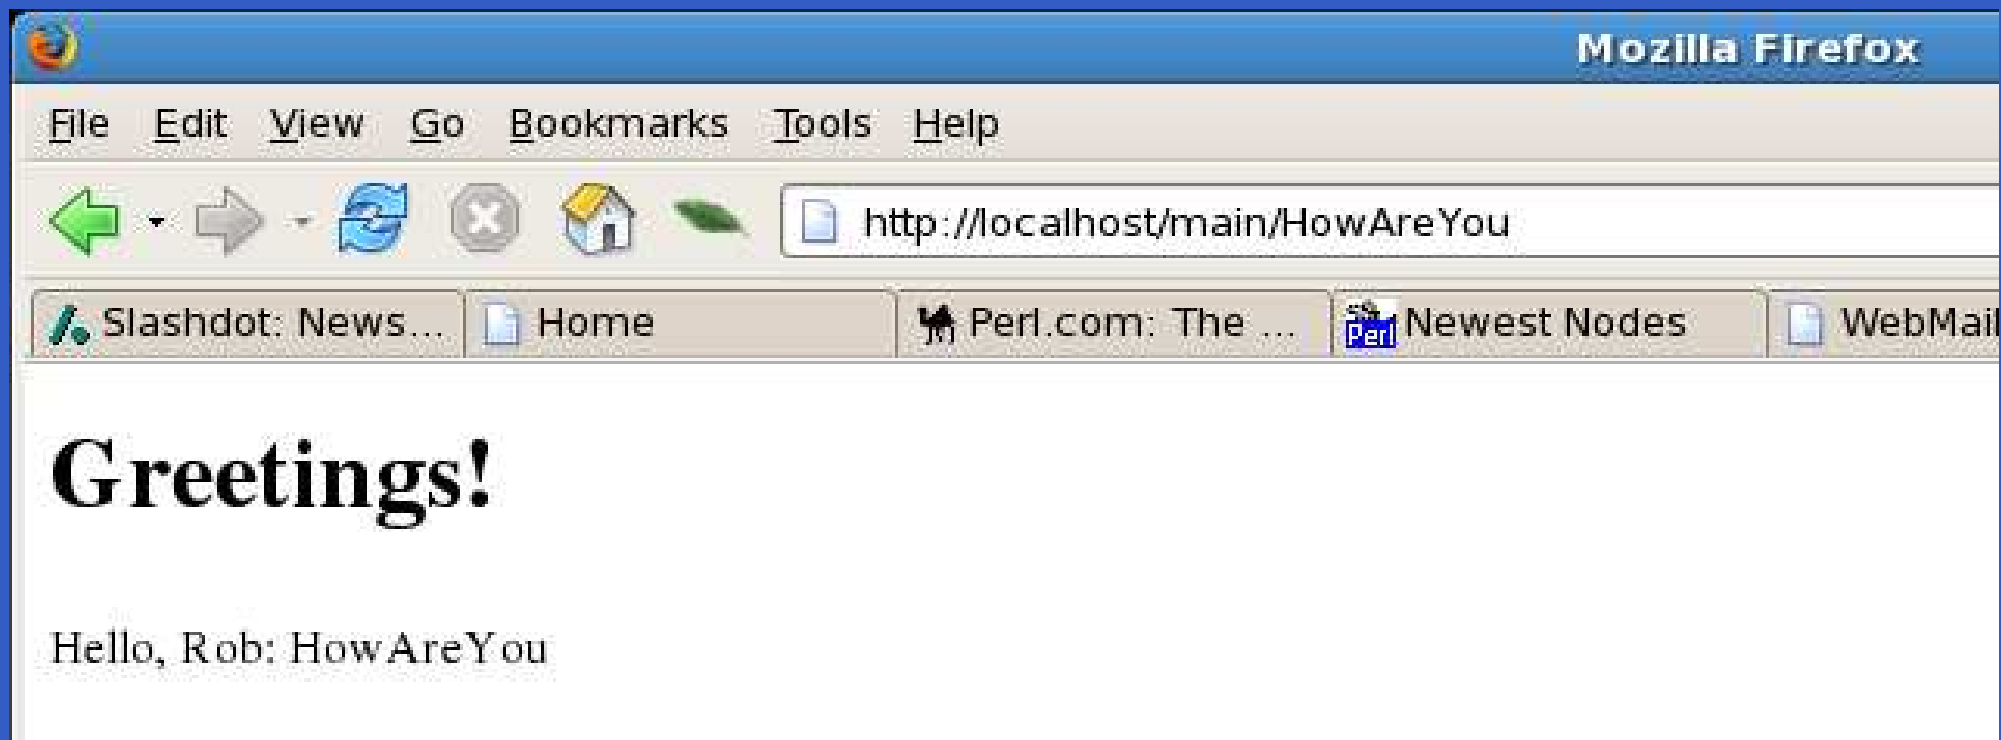 Mozilla Firefox
File Edit View Go Bookmarks Tools Help
http://localhost/main/HowAreYou
Slashdot: News... Home Perl.com: The ... Perl Newest Nodes WebMail
Greetings!
Hello, Rob: HowAreYou